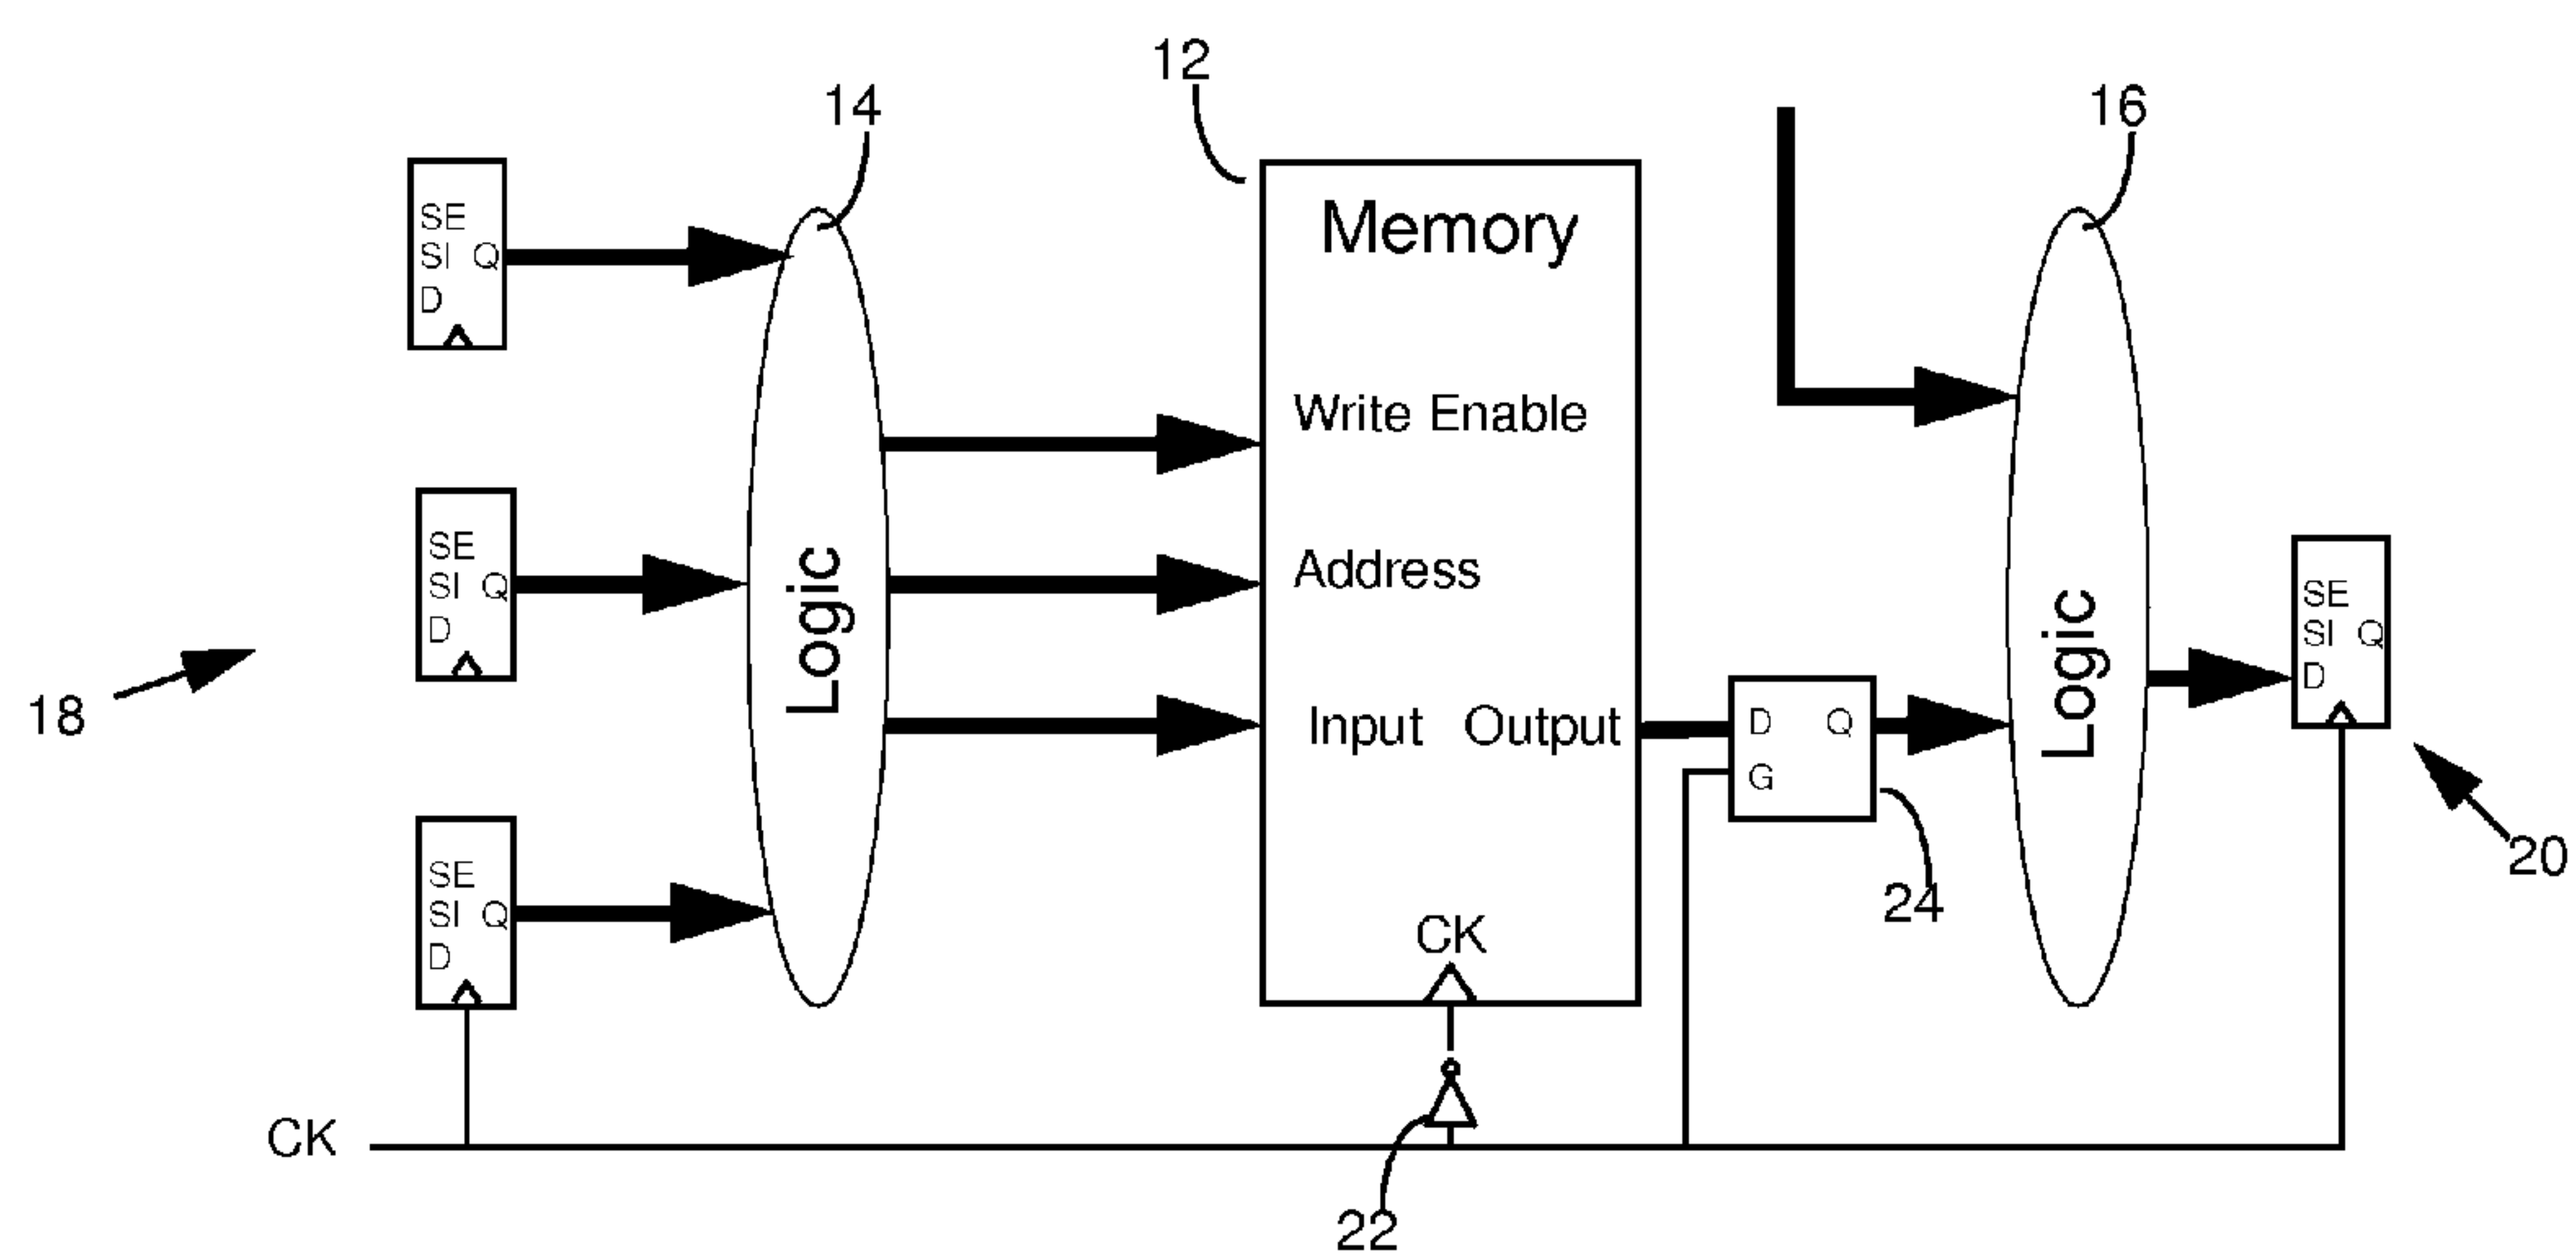 12
14
16
Memory
SE
SI Q
D
Write Enable
SE
SI Q
D
Logic
Address
SE
SI Q
D
Logic
18
Input Output
D Q
G
20
SE
SI Q
D
24
CK
CK
22